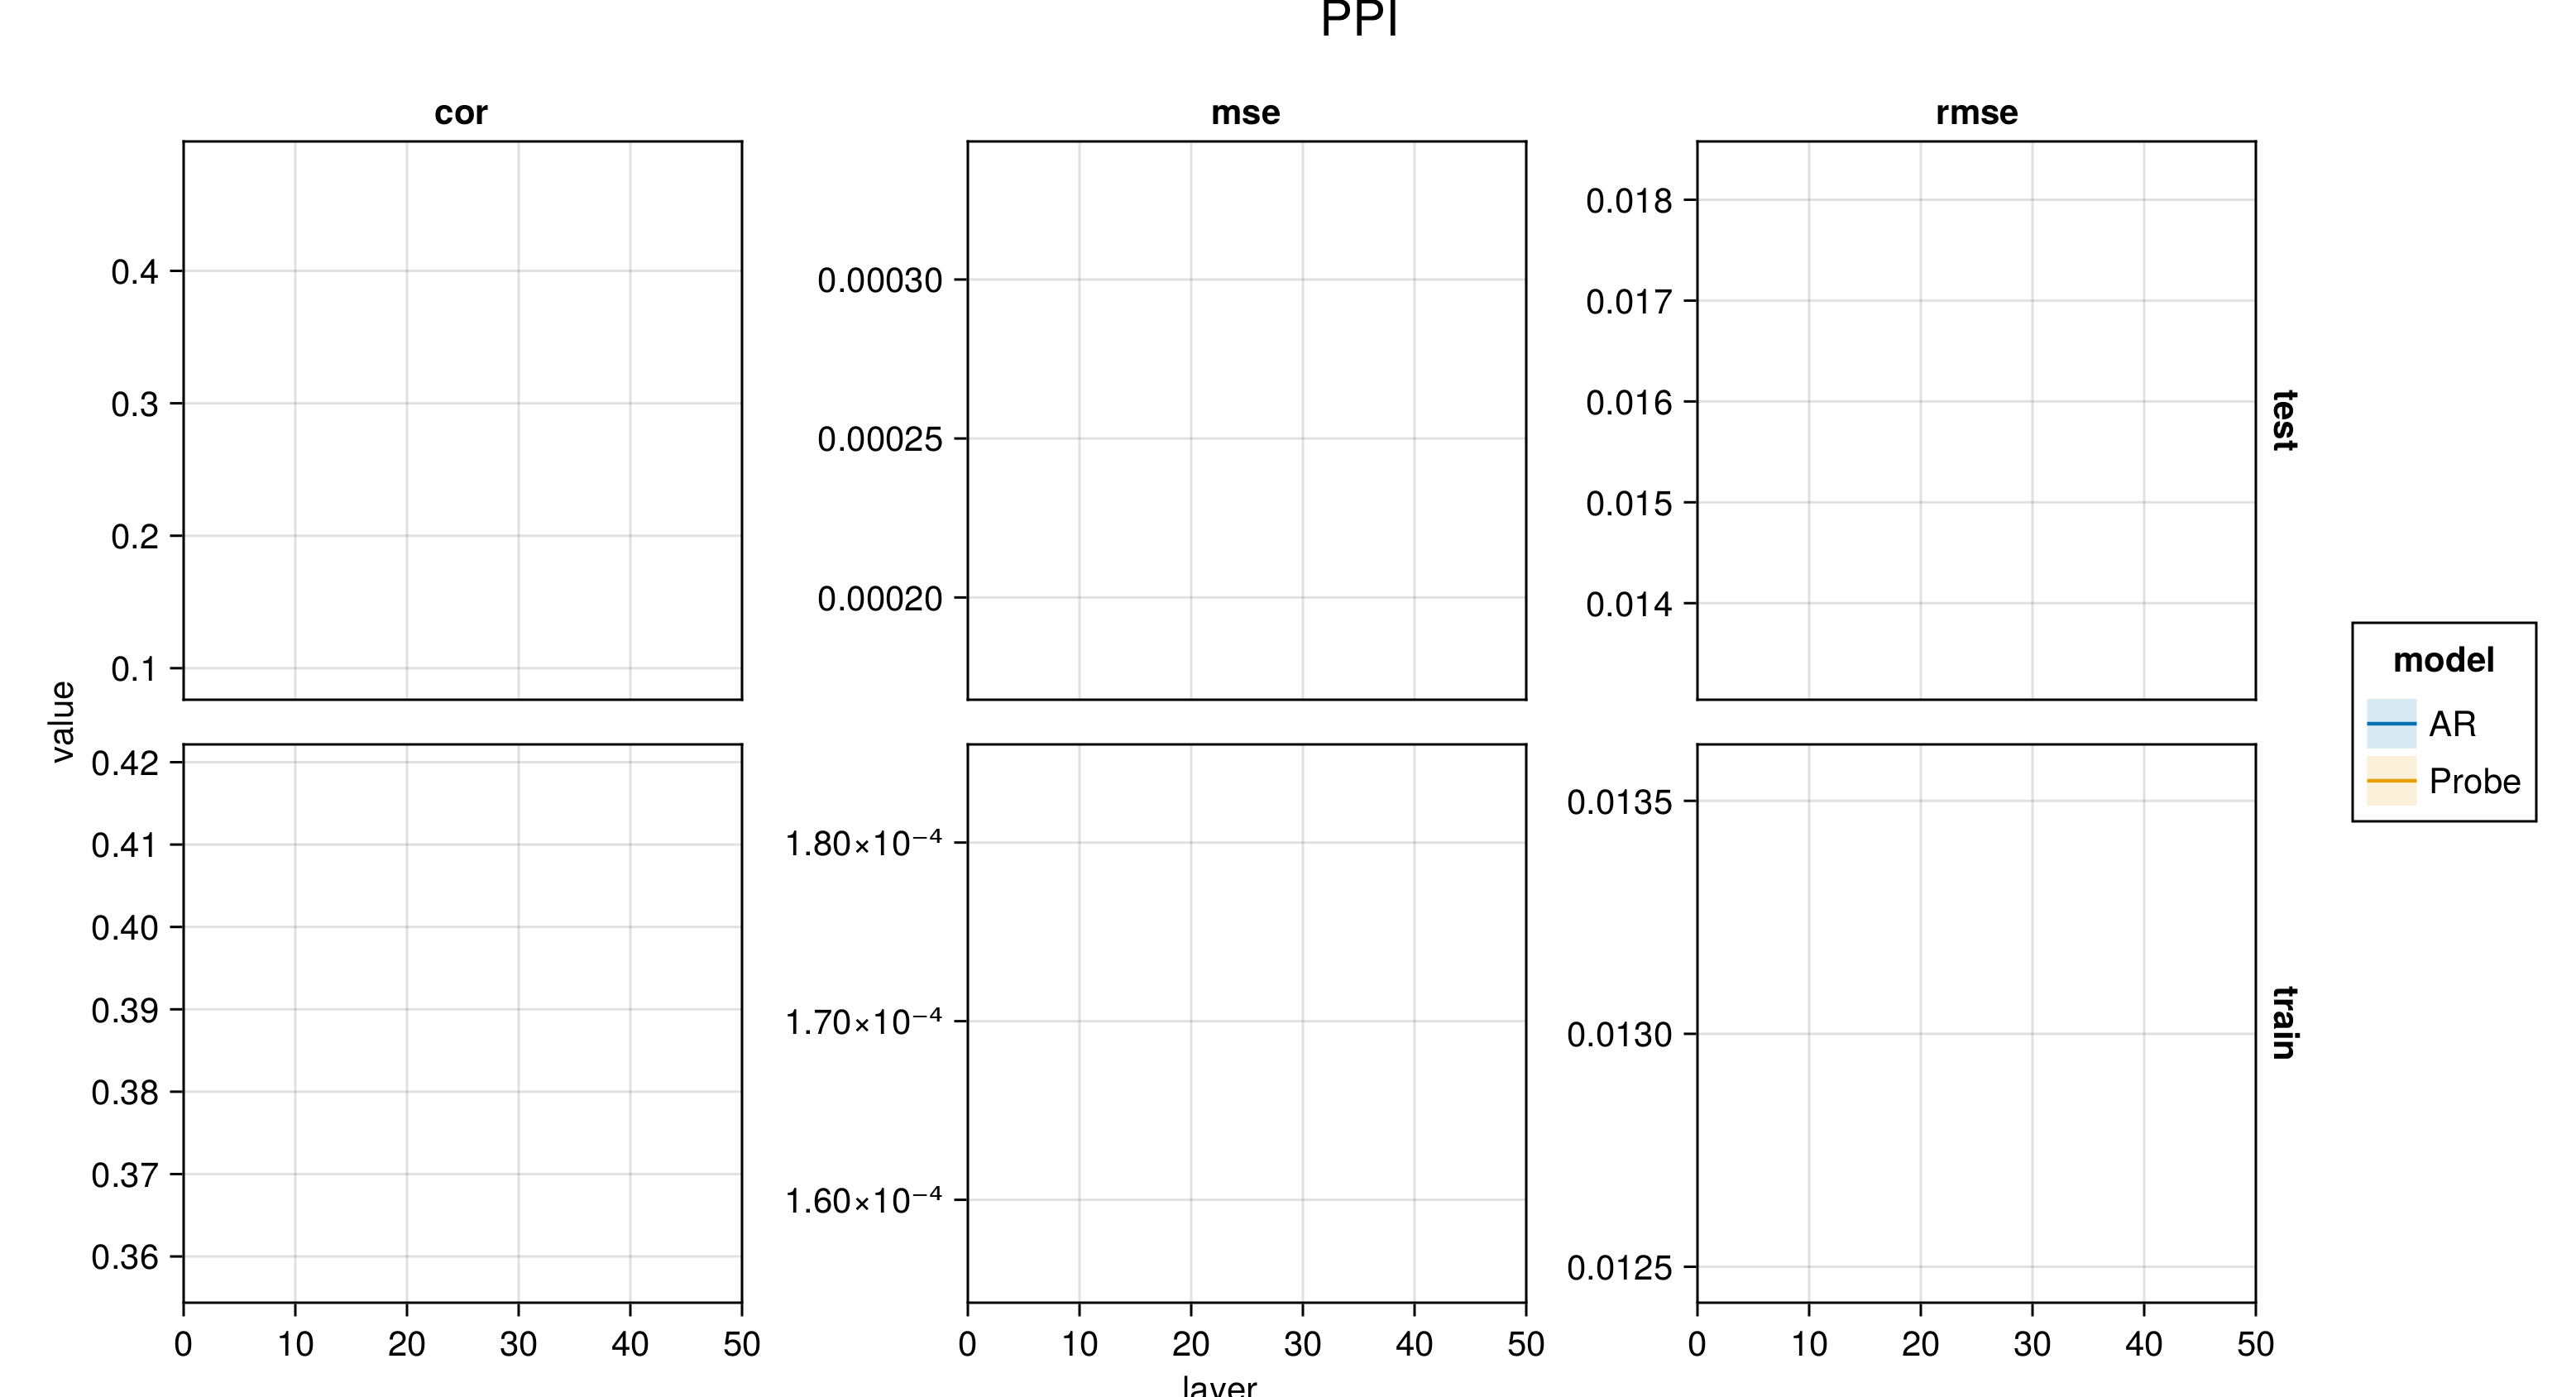 PPI
cor
mse
rmse
0.4
0.3
0.2
0.1
0.00030
0.00025
0.00020
0.018
0.017
0.016
0.015
0.014
test
value
0.42
0.41
0.40
0.39
0.38
0.37
0.36
1.80×10⁻⁴
1.70×10⁻⁴
1.60×10⁻⁴
0.0135
0.0130
0.0125
train
0 10 20 30 40 50
0 10 20 30 40 50
0 10 20 30 40 50
layer
model
AR
Probe